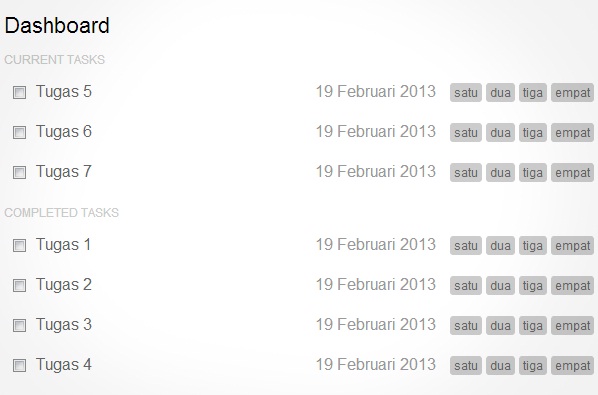 Dashboard
CURRENT TASKS
Tugas 5 19 Februari 2013 satu dua tiga empat
Tugas 6 19 Februari 2013 satu dua tiga empat
Tugas 7 19 Februari 2013 satu dua tiga empat
COMPLETED TASKS
Tugas 1 19 Februari 2013 satu dua tiga empat
Tugas 2 19 Februari 2013 satu dua tiga empat
Tugas 3 19 Februari 2013 satu dua tiga empat
Tugas 4 19 Februari 2013 satu dua tiga empat